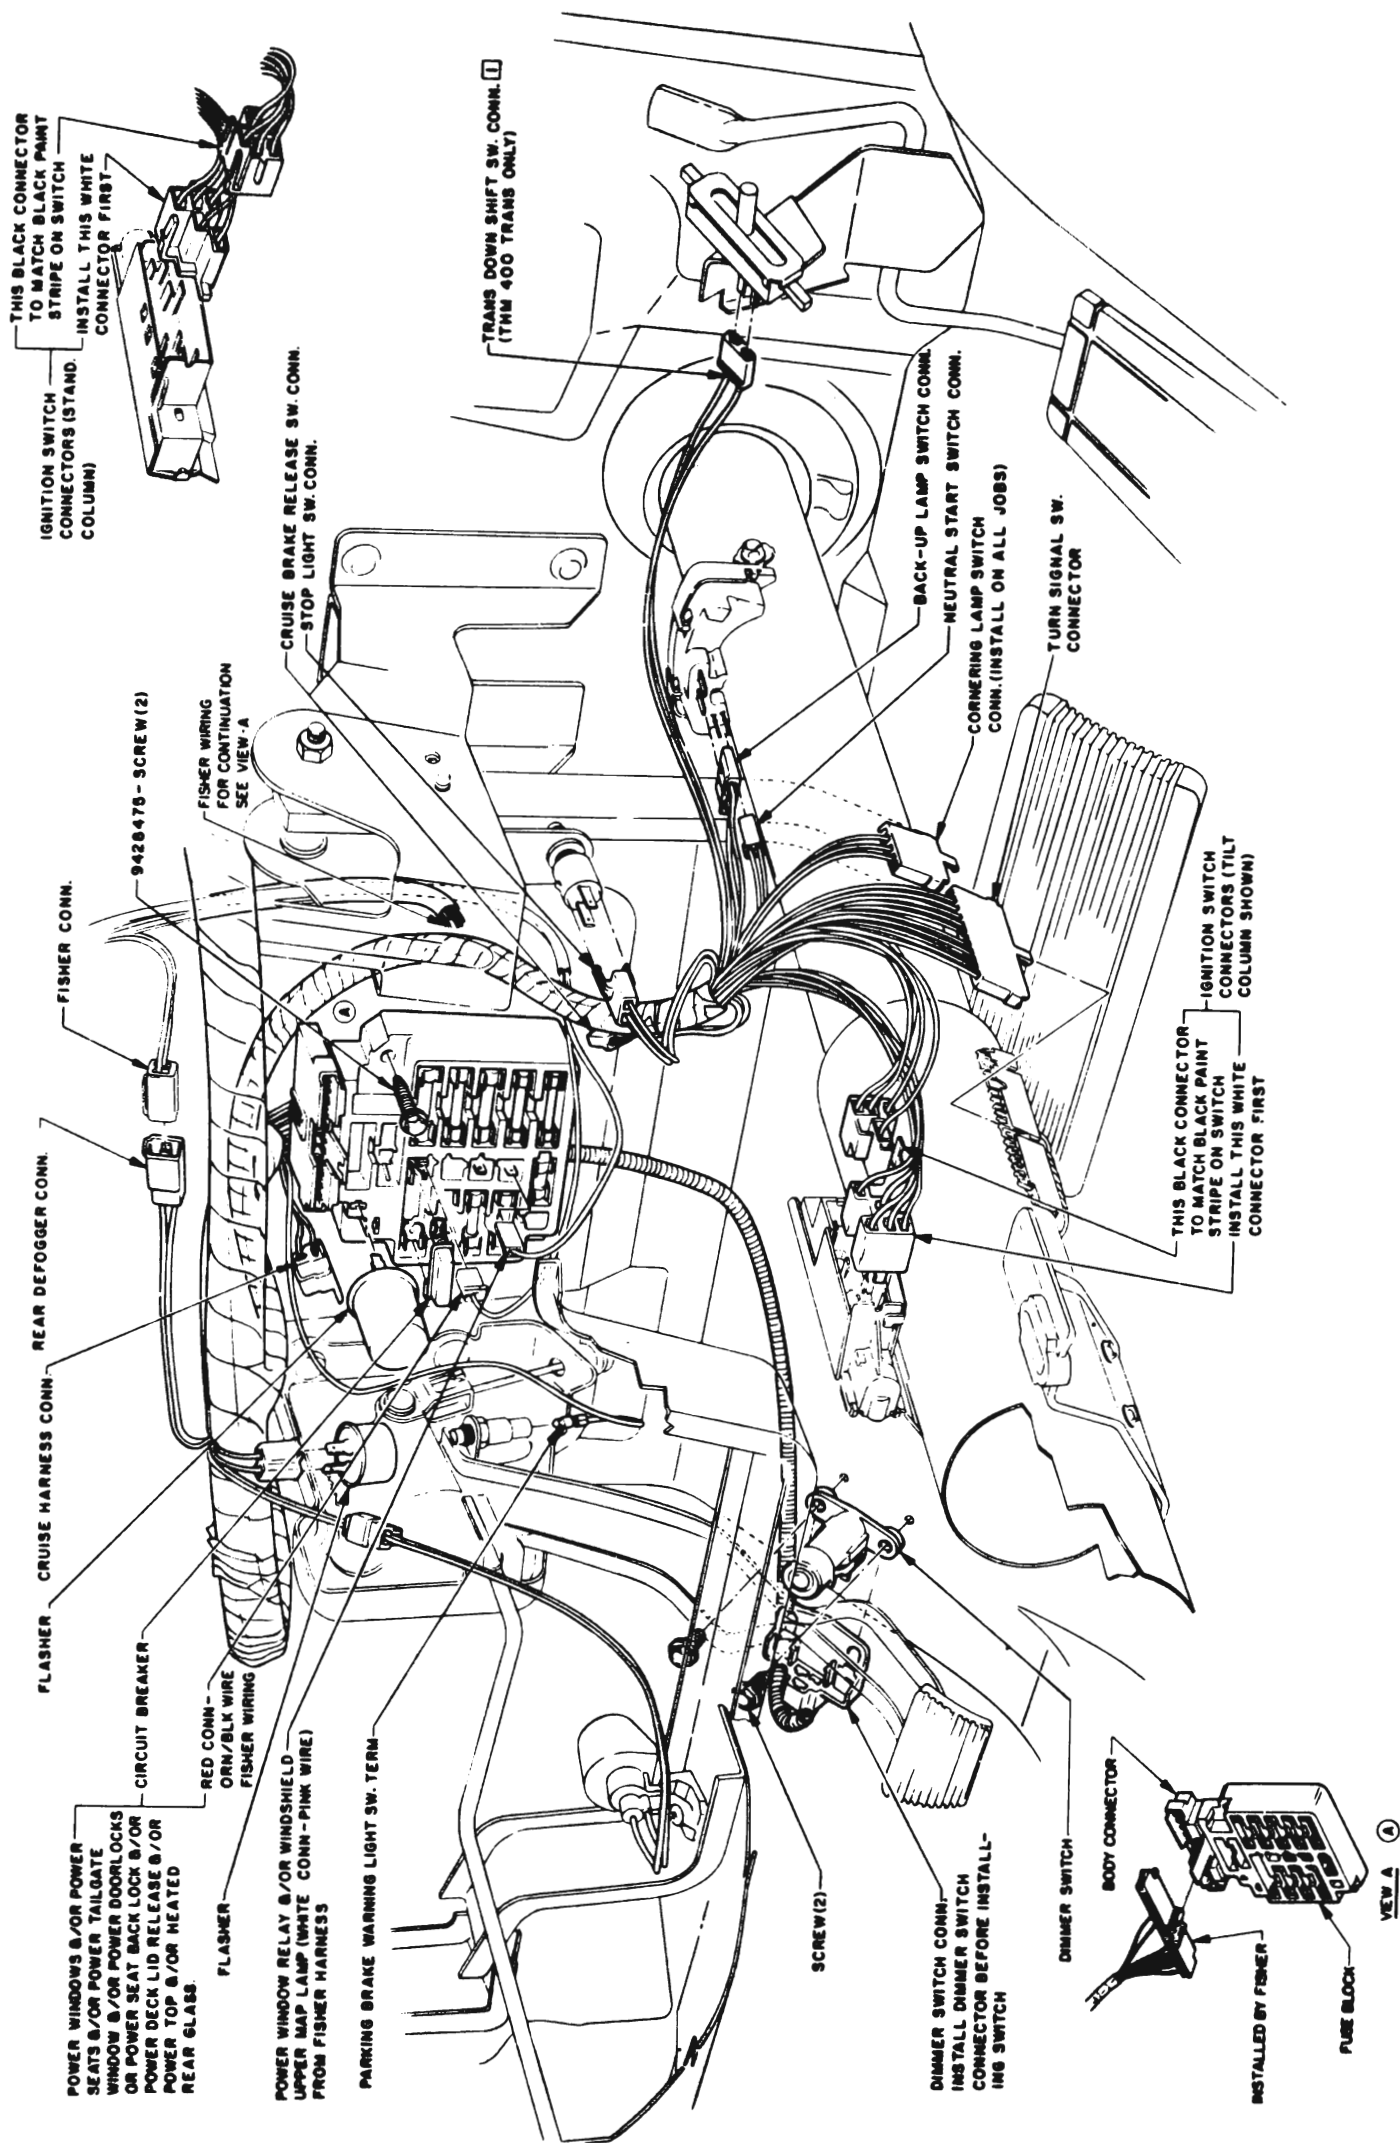 THIS BLACK CONNECTOR
TO MATCH BLACK PAINT
STRIPE ON SWITCH
INSTALL THIS WHITE
CONNECTOR FIRST
IGNITION SWITCH
CONNECTORS (STAND.
COLUMN)
TRANS DOWN SHIFT SW. CONN. 1
(THM 400 TRANS ONLY)
CRUISE BRAKE RELEASE SW. CONN.
STOP LIGHT SW. CONN.
9428475 - SCREW (2)
FISHER WIRING
FOR CONTINUATION
SEE VIEW - A
FISHER CONN.
REAR DEFOGGER CONN.
CRUISE HARNESS CONN.
FLASHER
POWER WINDOWS &/OR POWER
SEATS &/OR POWER TAILGATE
WINDOW &/OR POWER DOORLOCKS
OR POWER SEAT BACK LOCK &/OR
POWER DECK LID RELEASE &/OR
POWER TOP &/OR HEATED
REAR GLASS
CIRCUIT BREAKER
RED CONN-
ORN/BLK WIRE
FISHER WIRING
FLASHER
POWER WINDOW RELAY &/OR WINDSHIELD
UPPER MAP LAMP (WHITE CONN-PINK WIRE)
FROM FISHER HARNESS
PARKING BRAKE WARNING LIGHT SW. TERM
A
BACK-UP LAMP SWITCH CONN.
NEUTRAL START SWITCH CONN.
CORNERING LAMP SWITCH
CONN. (INSTALL ON ALL JOBS)
TURN SIGNAL SW.
CONNECTOR
THIS BLACK CONNECTOR
TO MATCH BLACK PAINT
STRIPE ON SWITCH
INSTALL THIS WHITE
CONNECTOR FIRST
IGNITION SWITCH
CONNECTORS (TILT
COLUMN SHOWN)
SCREW (2)
DIMMER SWITCH CONN.
INSTALL DIMMER SWITCH
CONNECTOR BEFORE INSTALL-
ING SWITCH
DIMMER SWITCH
BODY CONNECTOR
INSTALLED BY FISHER
FUSE BLOCK
VIEW A A